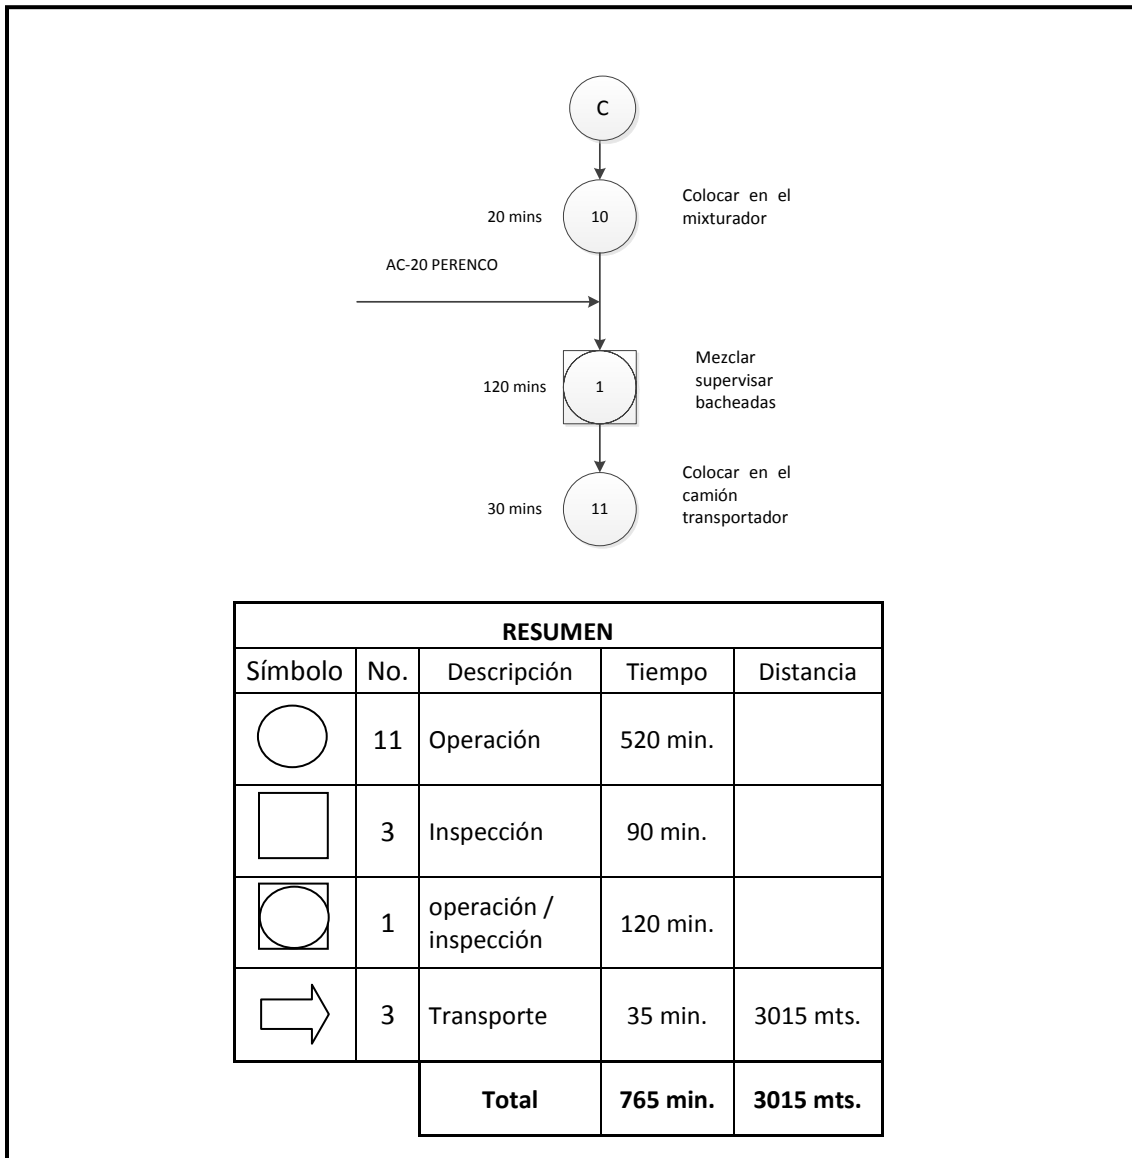 C
20 mins
10
Colocar en el
mixturador
AC-20 PERENCO
120 mins
1
Mezclar
supervisar
bacheadas
30 mins
11
Colocar en el
camión
transportador
RESUMEN
Símbolo No. Descripción Tiempo Distancia
11 Operación 520 min.
3 Inspección 90 min.
1 operación /
inspección 120 min.
3 Transporte 35 min. 3015 mts.
Total 765 min. 3015 mts.